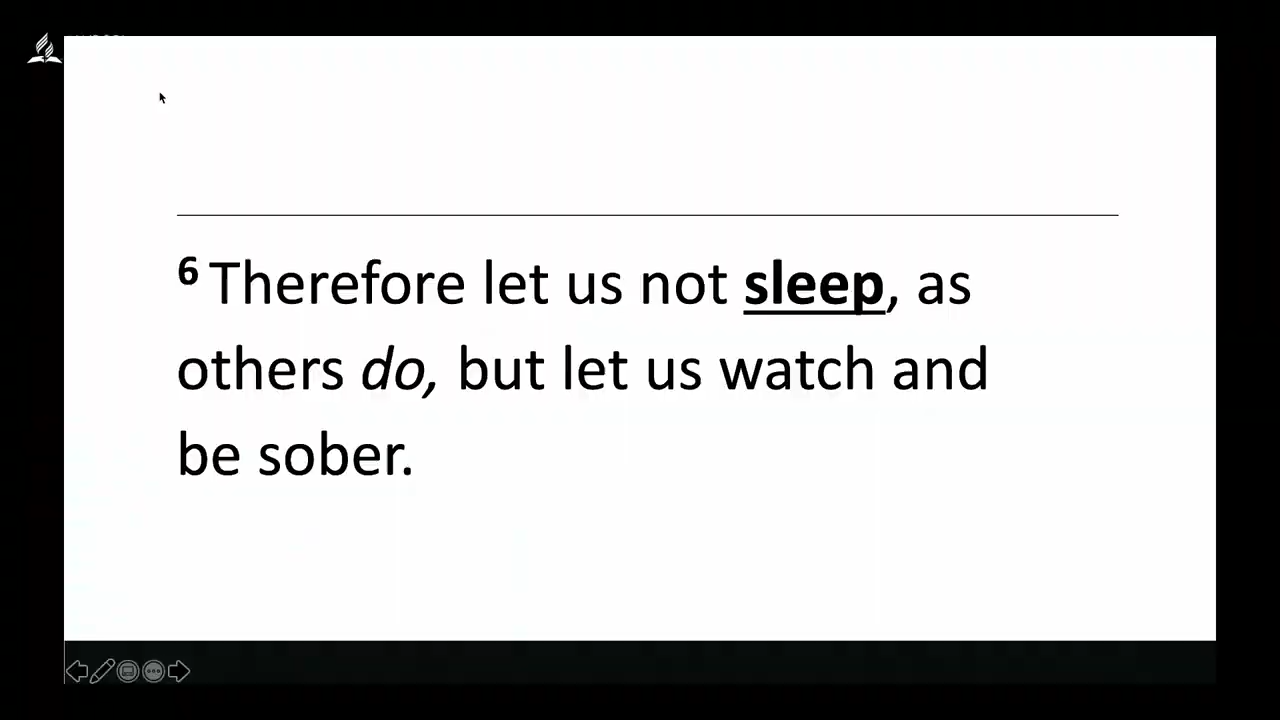 6 Therefore let us not sleep, as
others do, but let us watch and
be sober.